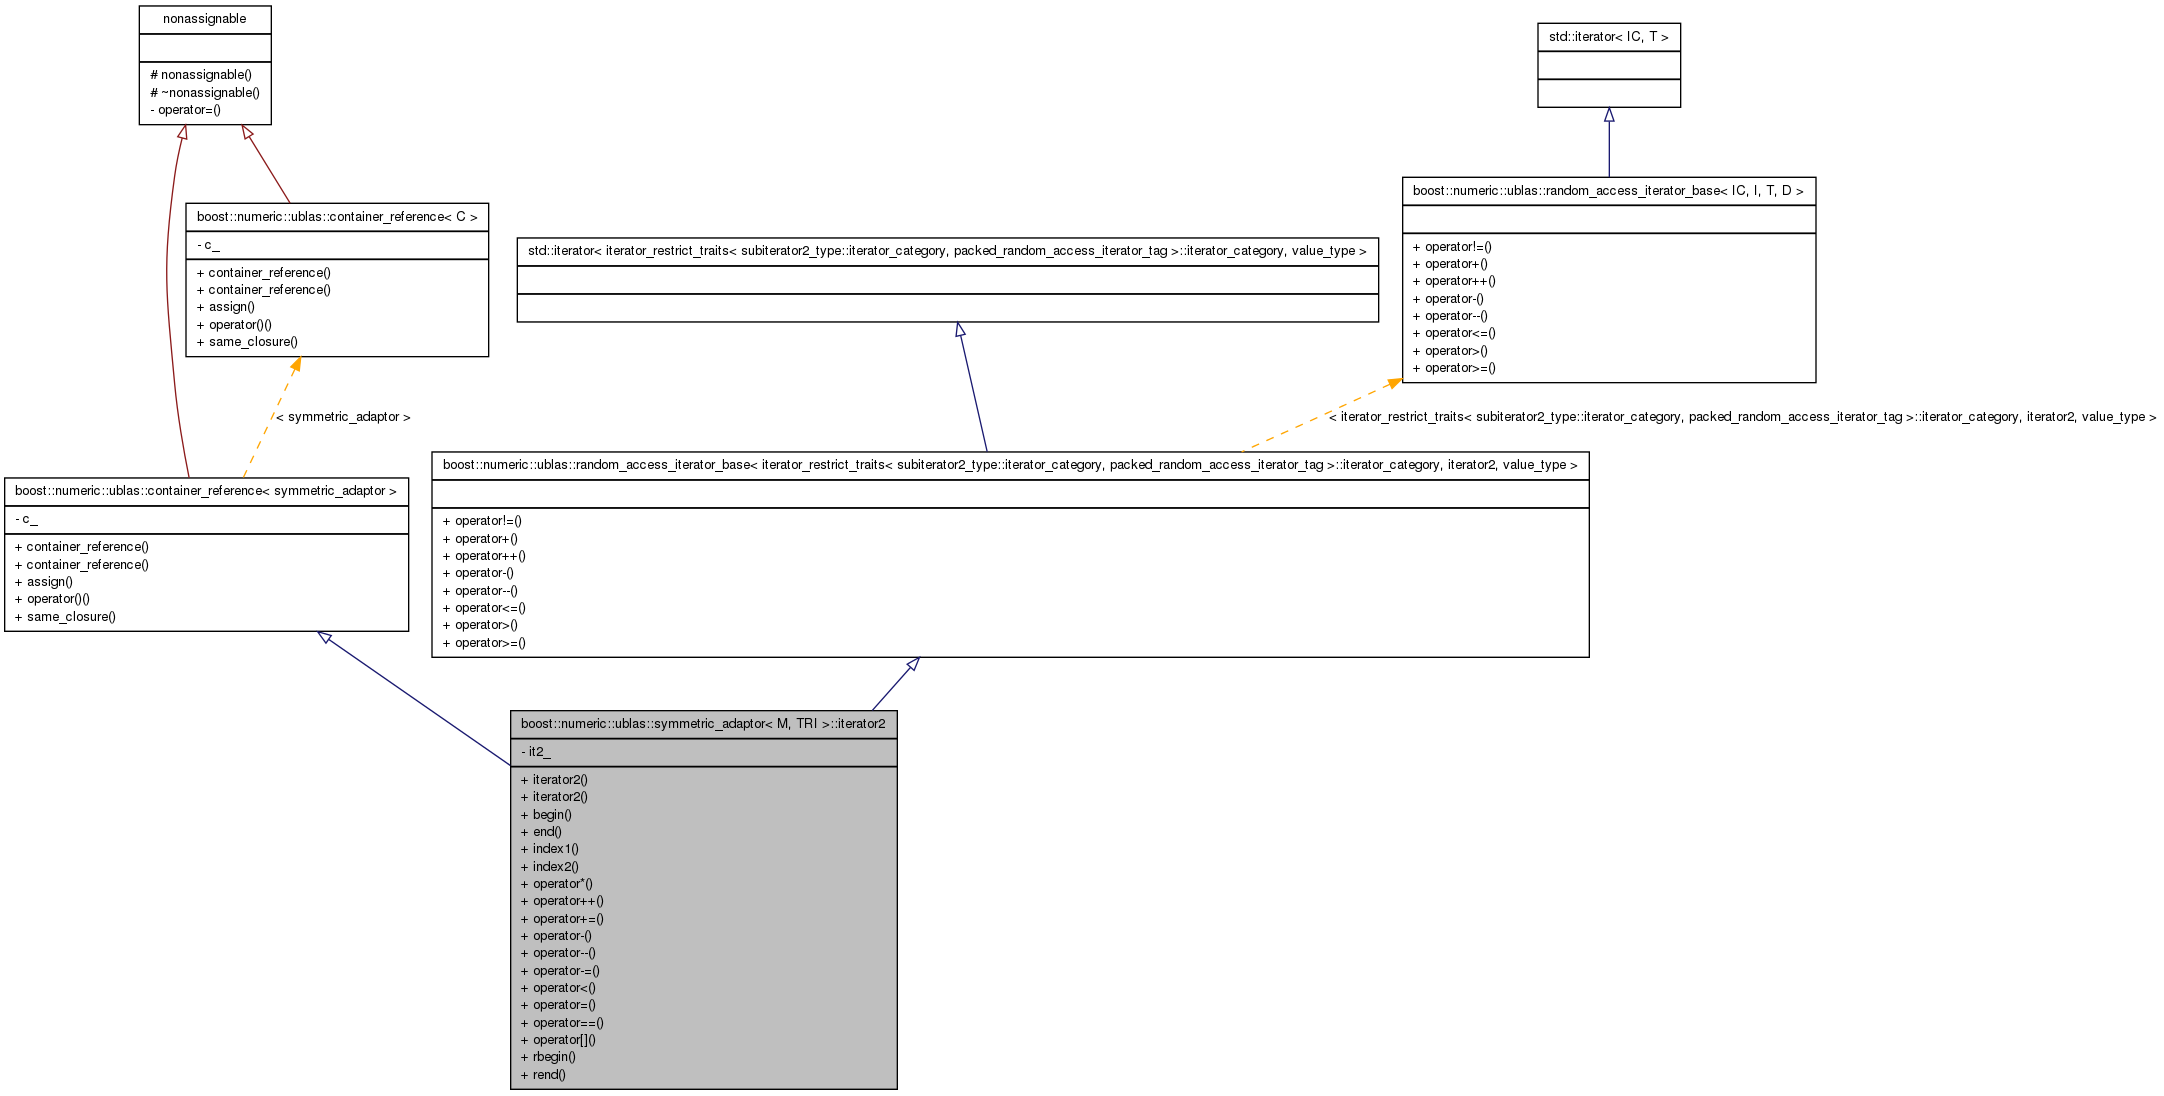 nonassignable
# nonassignable()
# ~nonassignable()
- operator=()
std::iterator< IC, T >
boost::numeric::ublas::random_access_iterator_base< IC, I, T, D >
+ operator!=()
+ operator+()
+ operator++()
+ operator-()
+ operator--()
+ operator<=()
+ operator>()
+ operator>=()
boost::numeric::ublas::container_reference< C >
- c_
+ container_reference()
+ container_reference()
+ assign()
+ operator()()
+ same_closure()
std::iterator< iterator_restrict_traits< subiterator2_type::iterator_category, packed_random_access_iterator_tag >::iterator_category, value_type >
< symmetric_adaptor >
< iterator_restrict_traits< subiterator2_type::iterator_category, packed_random_access_iterator_tag >::iterator_category, iterator2, value_type >
boost::numeric::ublas::container_reference< symmetric_adaptor >
- c_
+ container_reference()
+ container_reference()
+ assign()
+ operator()()
+ same_closure()
boost::numeric::ublas::random_access_iterator_base< iterator_restrict_traits< subiterator2_type::iterator_category, packed_random_access_iterator_tag >::iterator_category, iterator2, value_type >
+ operator!=()
+ operator+()
+ operator++()
+ operator-()
+ operator--()
+ operator<=()
+ operator>()
+ operator>=()
boost::numeric::ublas::symmetric_adaptor< M, TRI >::iterator2
- it2_
+ iterator2()
+ iterator2()
+ begin()
+ end()
+ index1()
+ index2()
+ operator*()
+ operator++()
+ operator+=()
+ operator-()
+ operator--()
+ operator-=()
+ operator<()
+ operator=()
+ operator==()
+ operator[]()
+ rbegin()
+ rend()